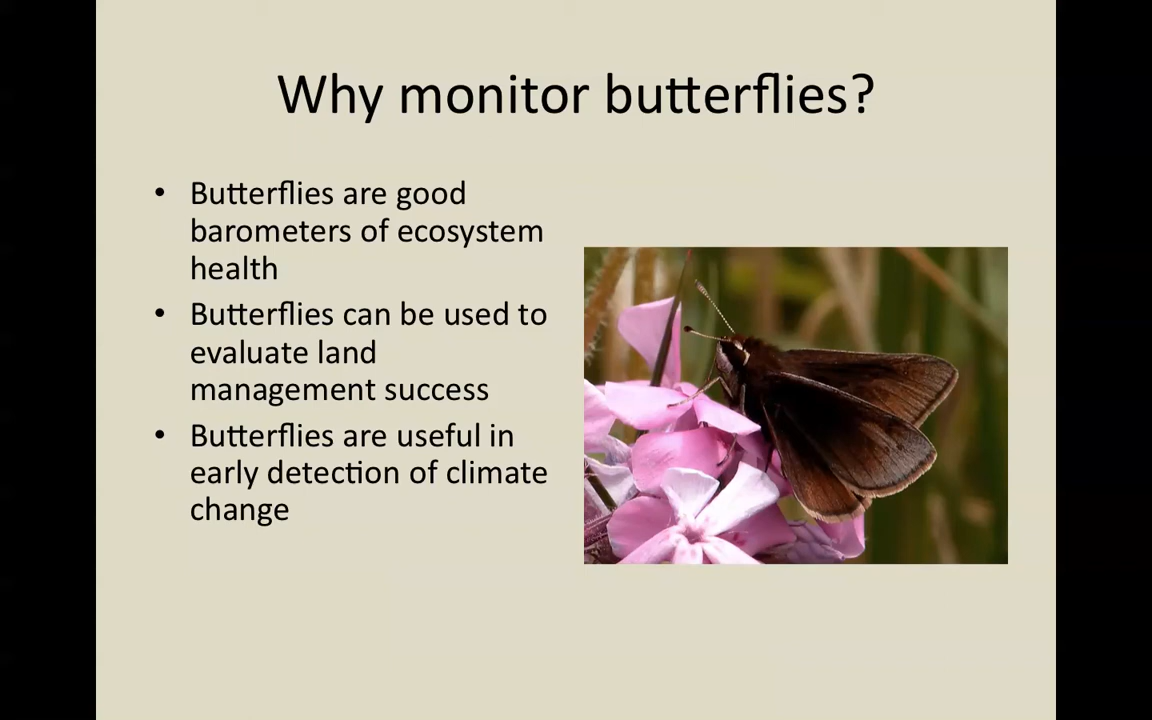 Why monitor butterflies?
• Butterflies are good
barometers of ecosystem
health
• Butterflies can be used to
evaluate land
management success
• Butterflies are useful in
early detection of climate
change